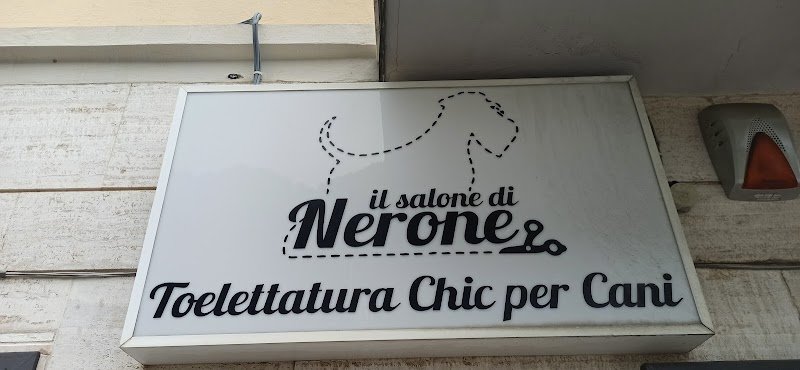 il salone di
Nerone
Toelettatura Chic per Cani